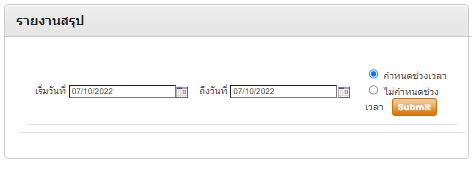 รายงานสรุป
เริ่มวันที่ 07/10/2022 ถึงวันที่ 07/10/2022 กำหนดช่วงเวลา
ไม่กำหนดช่วง
เวลา Submit